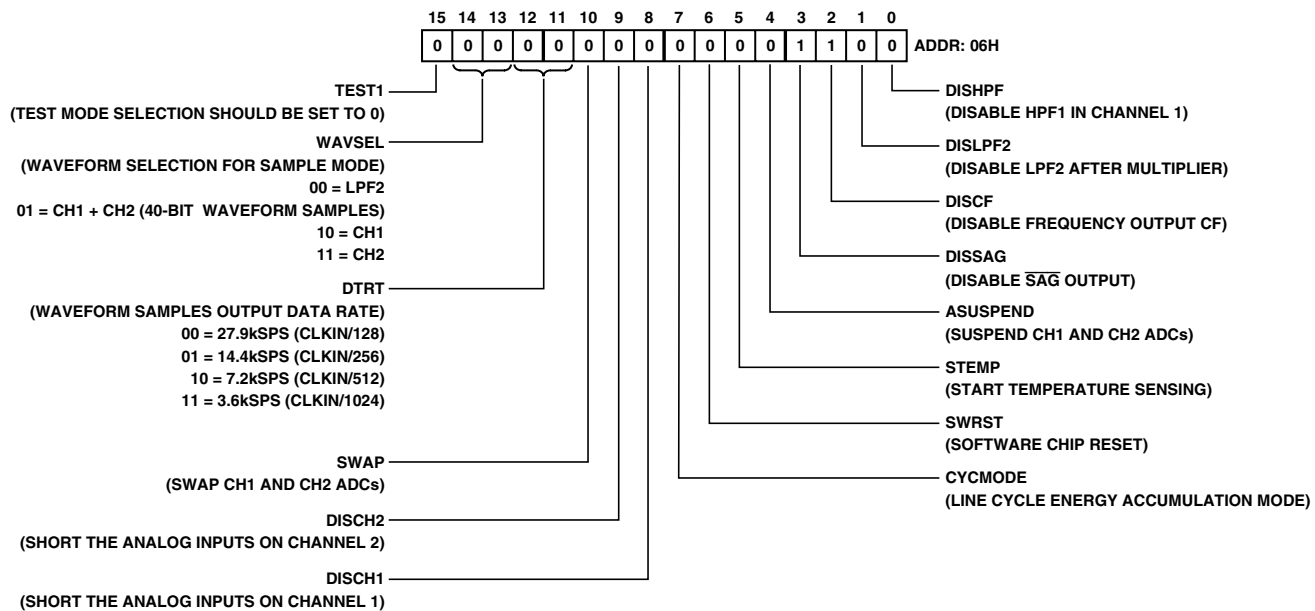 15 14 13 12 11 10 9 8 7 6 5 4 3 2 1 0
0 0 0 0 0 0 0 0 0 0 0 0 1 1 0 0 ADDR: 06H
TEST1
(TEST MODE SELECTION SHOULD BE SET TO 0)
WAVSEL
(WAVEFORM SELECTION FOR SAMPLE MODE)
00 = LPF2
01 = CH1 + CH2 (40-BIT WAVEFORM SAMPLES)
10 = CH1
11 = CH2
DTRT
(WAVEFORM SAMPLES OUTPUT DATA RATE)
00 = 27.9kSPS (CLKIN/128)
01 = 14.4kSPS (CLKIN/256)
10 = 7.2kSPS (CLKIN/512)
11 = 3.6kSPS (CLKIN/1024)
SWAP
(SWAP CH1 AND CH2 ADCs)
DISCH2
(SHORT THE ANALOG INPUTS ON CHANNEL 2)
DISCH1
(SHORT THE ANALOG INPUTS ON CHANNEL 1)
DISHPF
(DISABLE HPF1 IN CHANNEL 1)
DISLPF2
(DISABLE LPF2 AFTER MULTIPLIER)
DISCF
(DISABLE FREQUENCY OUTPUT CF)
DISSAG
(DISABLE S̅A̅G̅ OUTPUT)
ASUSPEND
(SUSPEND CH1 AND CH2 ADCs)
STEMP
(START TEMPERATURE SENSING)
SWRST
(SOFTWARE CHIP RESET)
CYCMODE
(LINE CYCLE ENERGY ACCUMULATION MODE)